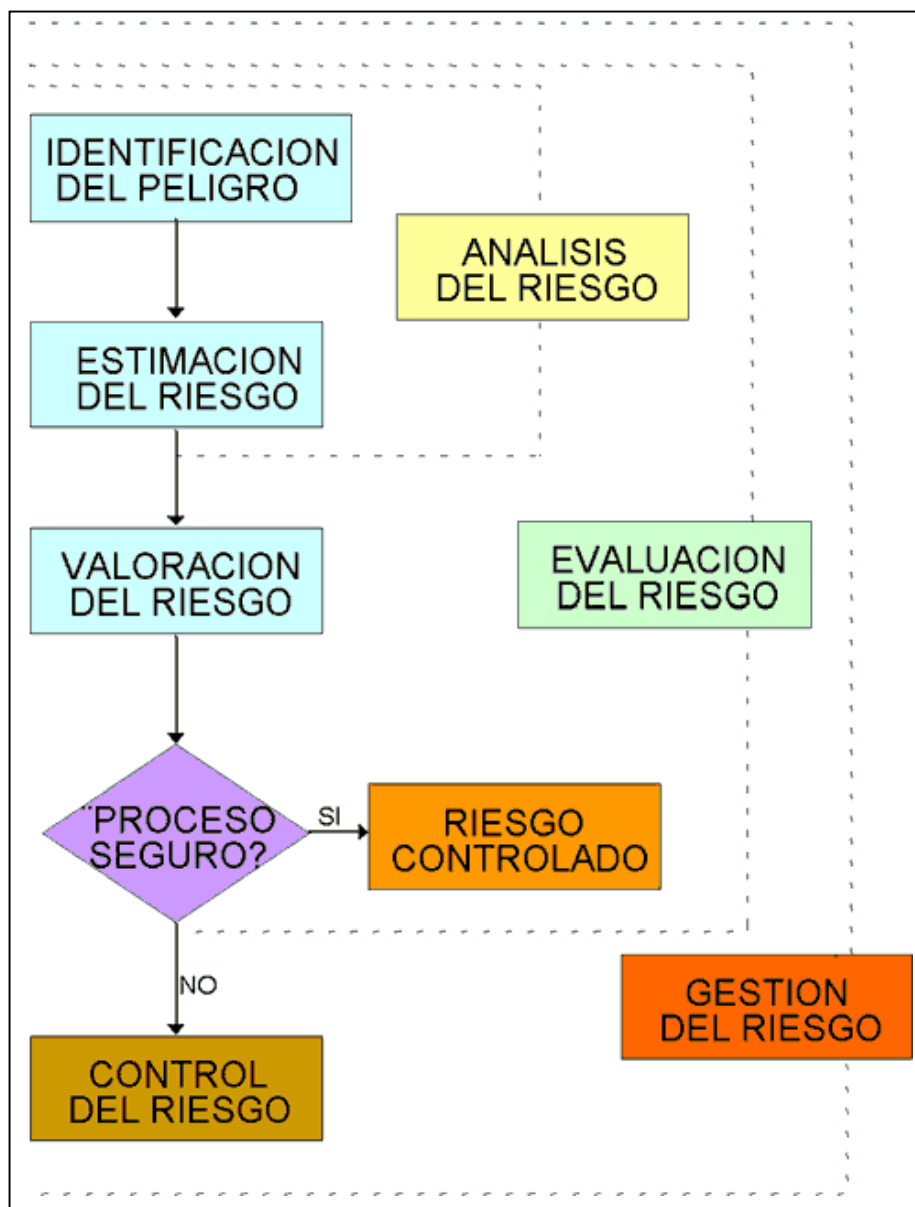 IDENTIFICACION
DEL PELIGRO
ANALISIS
DEL RIESGO
ESTIMACION
DEL RIESGO
VALORACION
DEL RIESGO
EVALUACION
DEL RIESGO
¨PROCESO
SEGURO?
SI
RIESGO
CONTROLADO
NO
GESTION
DEL RIESGO
CONTROL
DEL RIESGO